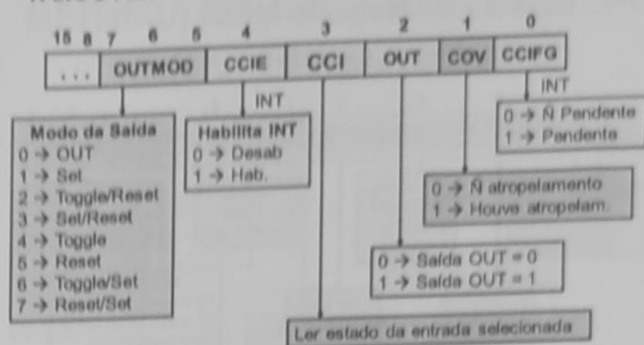 15 8 7 6 5 4 3 2 1 0
... OUTMOD CCIE CCI OUT COV CCIFG
INT
INT
Modo da Saída
0 → OUT
1 → Set
2 → Toggle/Reset
3 → Set/Reset
4 → Toggle
5 → Reset
6 → Toggle/Set
7 → Reset/Set
Habilita INT
0 → Desab
1 → Hab.
0 → Ñ Pendente
1 → Pendente
0 → Ñ atropelamento
1 → Houve atropelam.
0 → Saída OUT = 0
1 → Saída OUT = 1
Ler estado da entrada selecionada